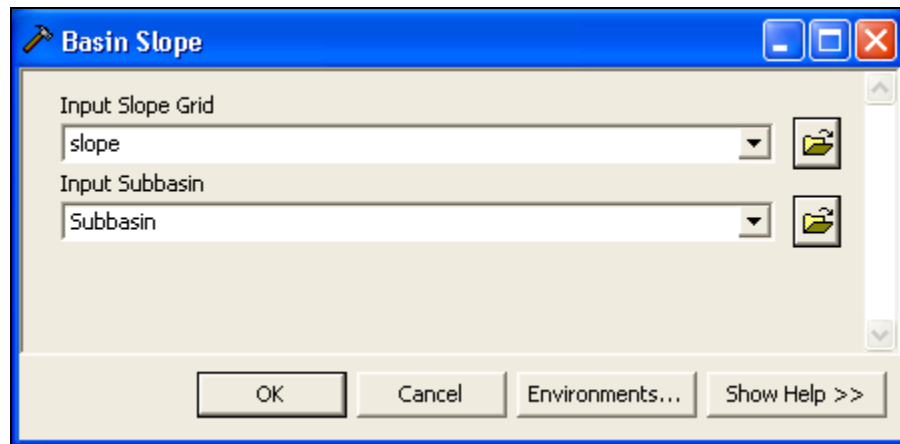 Basin Slope
Input Slope Grid
slope
Input Subbasin
Subbasin
OK Cancel Environments... Show Help >>